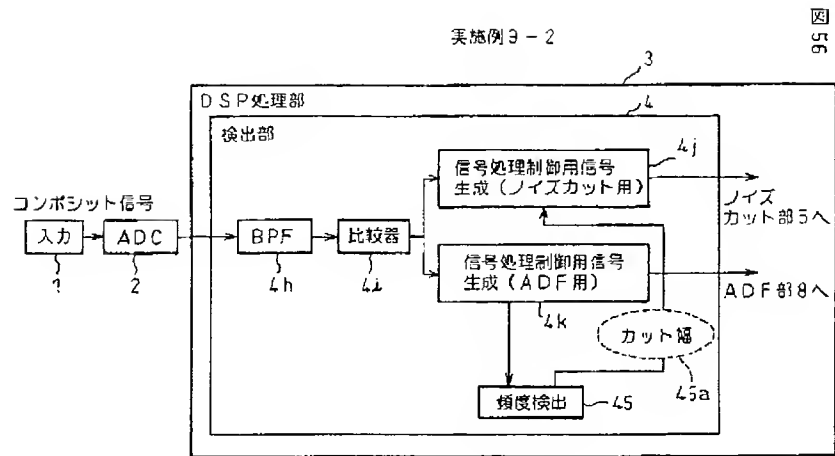 図56
実施例9-2
3
DSP処理部
4
検出部
信号処理制御用信号
生成(ノイズカット用)
4j
コンポジット信号
入力
ADC
BPF
比較器
ノイズ
カット部5へ
1
2
4h
4i
信号処理制御用信号
生成(ADF用)
ADF部8へ
4k
カット幅
45a
頻度検出
45